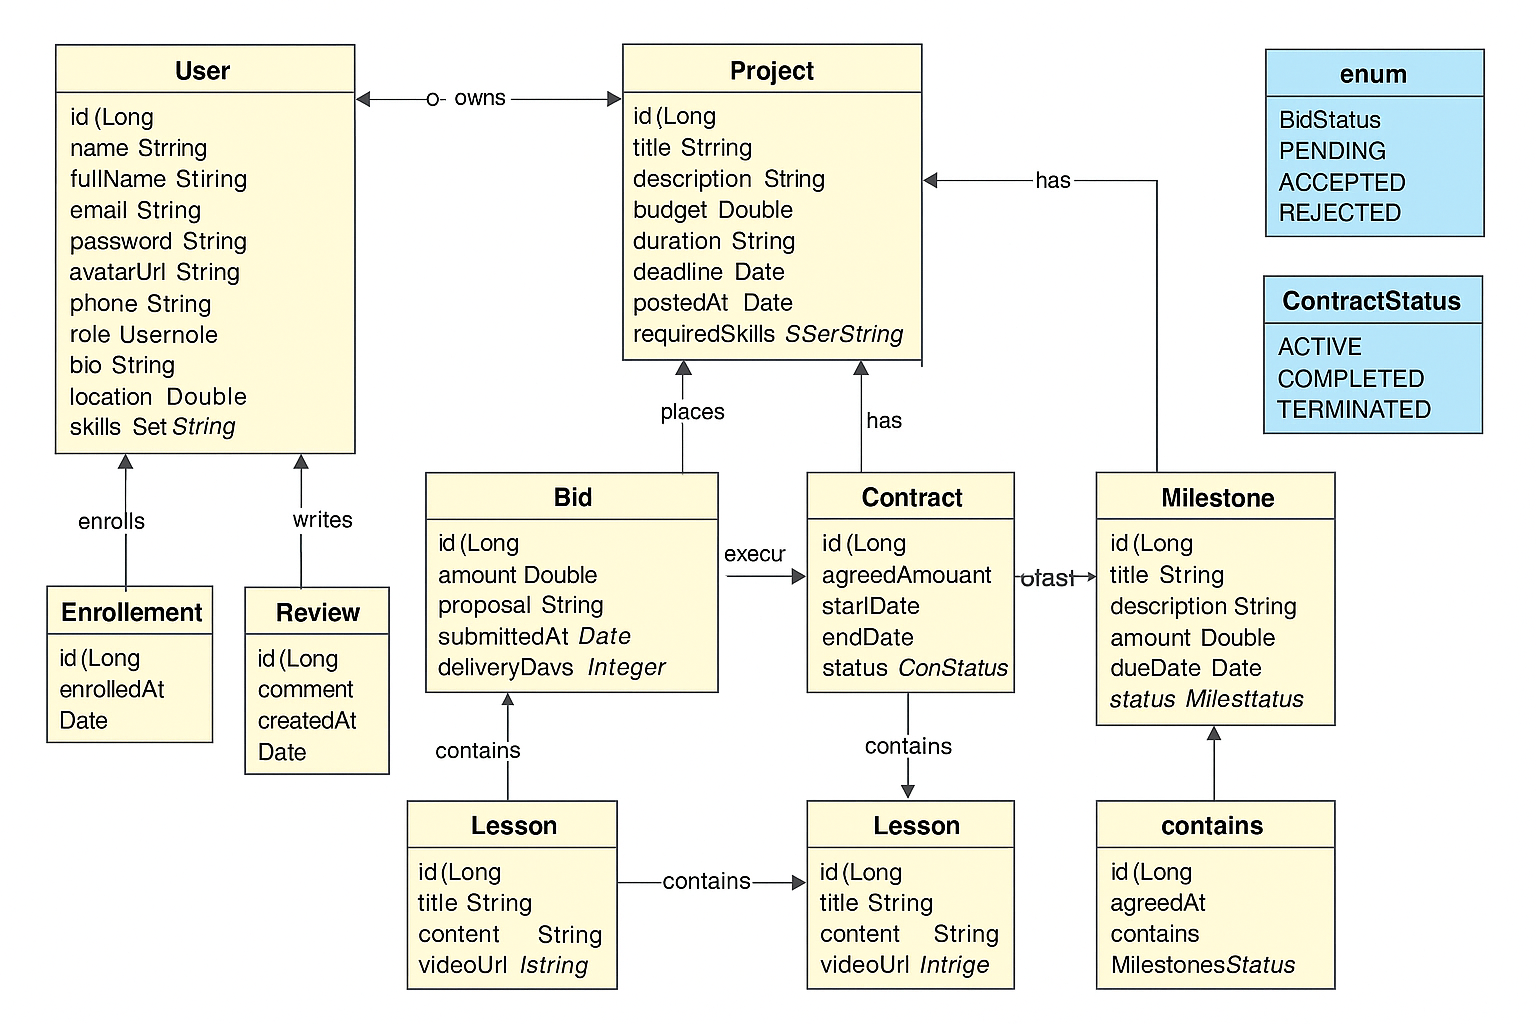 User
id (Long
name Strring
fullName Stiring
email String
password String
avatarUrl String
phone String
role Usernole
bio String
location Double
skills Set String
o- owns
Project
id (Long
title Strring
description String
budget Double
duration String
deadline Date
postedAt Date
requiredSkills SSerString
has
enum
BidStatus
PENDING
ACCEPTED
REJECTED
ContractStatus
ACTIVE
COMPLETED
TERMINATED
enrolls
writes
places
has
Enrollement
id (Long
enrolledAt
Date
Review
id (Long
comment
createdAt
Date
Bid
id (Long
amount Double
proposal String
submittedAt Date
deliveryDavs Integer
execur
Contract
id (Long
agreedAmouant
starlDate
endDate
status ConStatus
otast
Milestone
id (Long
title String
description String
amount Double
dueDate Date
status Milesttatus
contains
contains
Lesson
id (Long
title String
content String
videoUrl Istring
contains
Lesson
id (Long
title String
content String
videoUrl Intrige
contains
id (Long
agreedAt
contains
MilestonesStatus